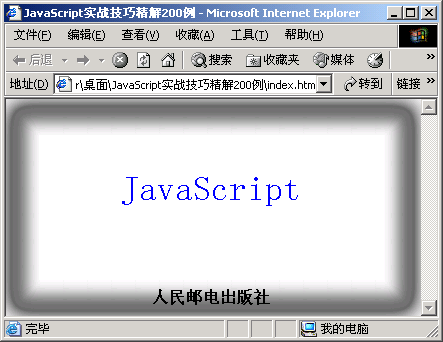 JavaScript实战技巧精解200例 - Microsoft Internet Explorer
文件(F) 编辑(E) 查看(V) 收藏(A) 工具(T) 帮助(H)
后退 搜索 收藏夹 媒体
地址(D) r\桌面\JavaScript实战技巧精解200例\index.htm 转到 链接
JavaScript
人民邮电出版社
完毕 我的电脑